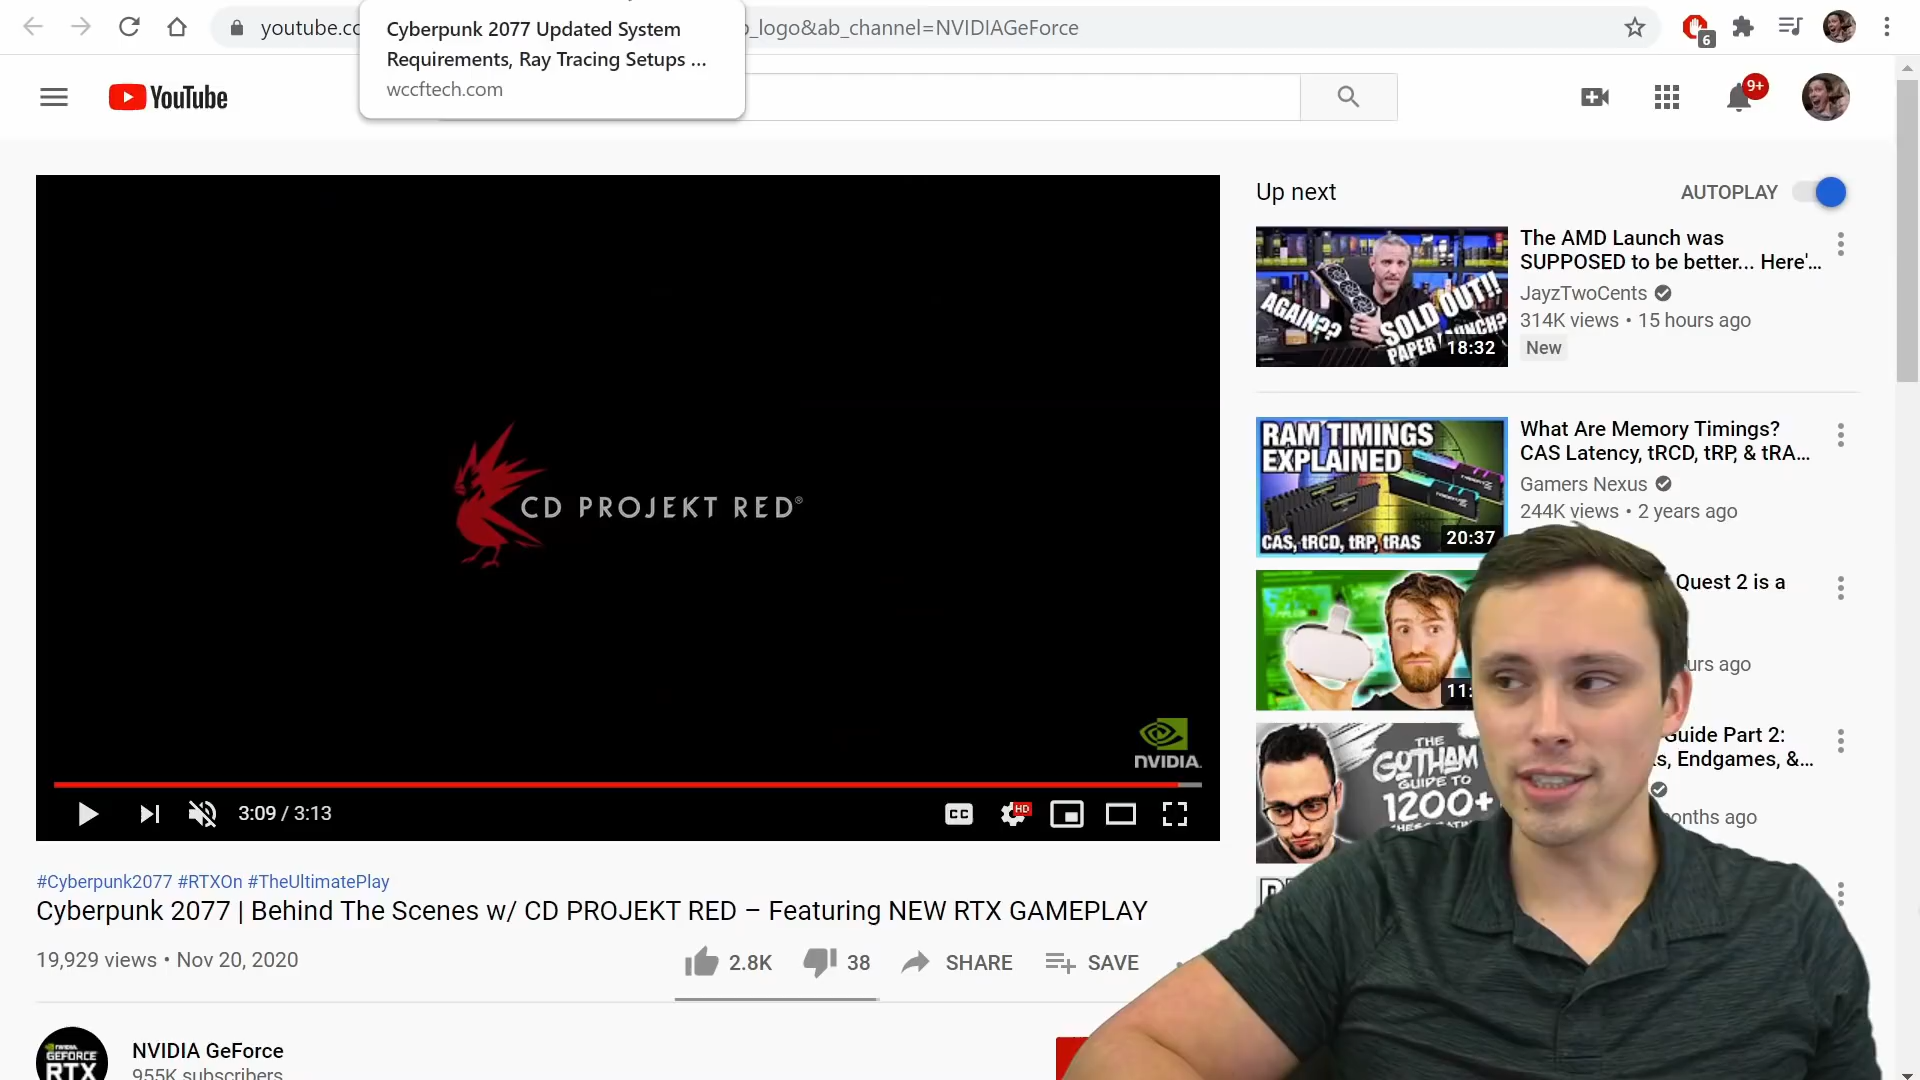 Cyberpunk 2077 Updated System
Requirements, Ray Tracing Setups ...
wccftech.com
_logo&ab_channel=NVIDIAGeForce
6
YouTube
9+
CD PROJEKT RED®
NVIDIA.
3:09 / 3:13
CC
HD
#Cyberpunk2077 #RTXOn #TheUltimatePlay
Cyberpunk 2077 | Behind The Scenes w/ CD PROJEKT RED – Featuring NEW RTX GAMEPLAY
19,929 views • Nov 20, 2020
2.8K
38
SHARE
SAVE
NVIDIA
GEFORCE
RTX
NVIDIA GeForce
955K subscribers
Up next
AUTOPLAY
AGAIN??
SOLD OUT!!
PAPER LAUNCH?
18:32
The AMD Launch was
SUPPOSED to be better... Here'...
JayzTwoCents
314K views • 15 hours ago
New
RAM TIMINGS
EXPLAINED
CAS, tRCD, tRP, tRAS
20:37
What Are Memory Timings?
CAS Latency, tRCD, tRP, & tRA...
Gamers Nexus
244K views • 2 years ago
11:
Quest 2 is a
urs ago
THE
GOTHAM
GUIDE TO
1200+
Guide Part 2:
s, Endgames, &...
onths ago